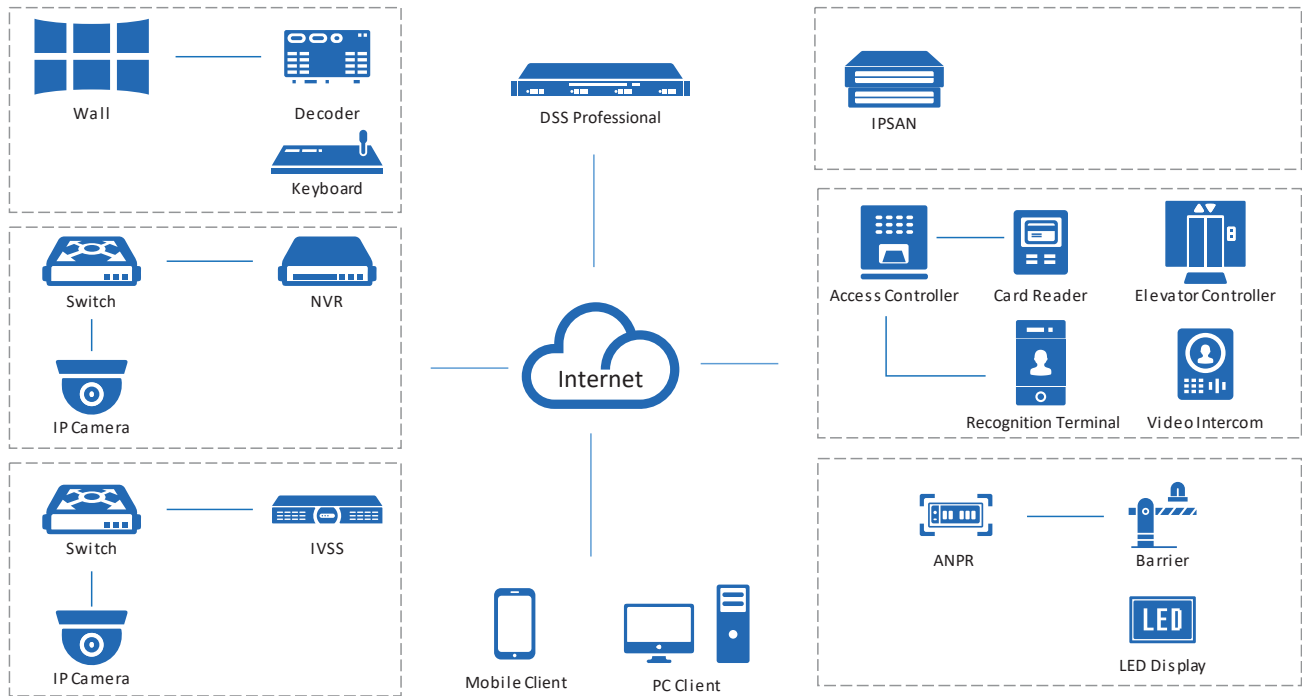 Wall
Decoder
Keyboard
Switch
NVR
IP Camera
Switch
IVSS
IP Camera
DSS Professional
Internet
Mobile Client
PC Client
IPSAN
Access Controller
Card Reader
Elevator Controller
Recognition Terminal
Video Intercom
ANPR
Barrier
LED
LED Display